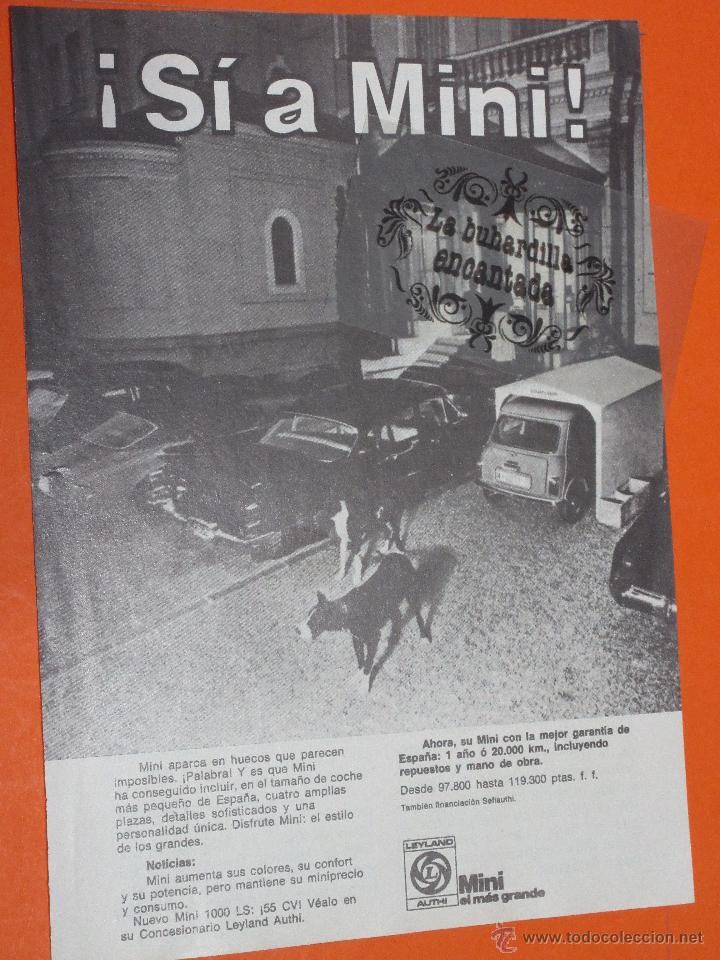 ¡Sí a Mini!
La buhardilla
encantada
Mini aparca en huecos que parecen
imposibles. ¡Palabra! Y es que Mini
ha conseguido incluir, en el tamaño de coche
más pequeño de España, cuatro amplias
plazas, detalles sofisticados y una
personalidad única. Disfrute Mini: el estilo
de los grandes.
Noticias:
Mini aumenta sus colores, su confort
y su potencia, pero mantiene su miniprecio
y consumo.
Nuevo Mini 1000 LS: ¡55 CV! Véalo en
su Concesionario Leyland Authi.
Ahora, su Mini con la mejor garantía de
España: 1 año ó 20.000 km., incluyendo
repuestos y mano de obra.
Desde 97.800 hasta 119.300 ptas. f. f.
También financiación Sefiauthi.
LEYLAND
L
AUTHI
Mini
el más grande
© www.todocoleccion.net